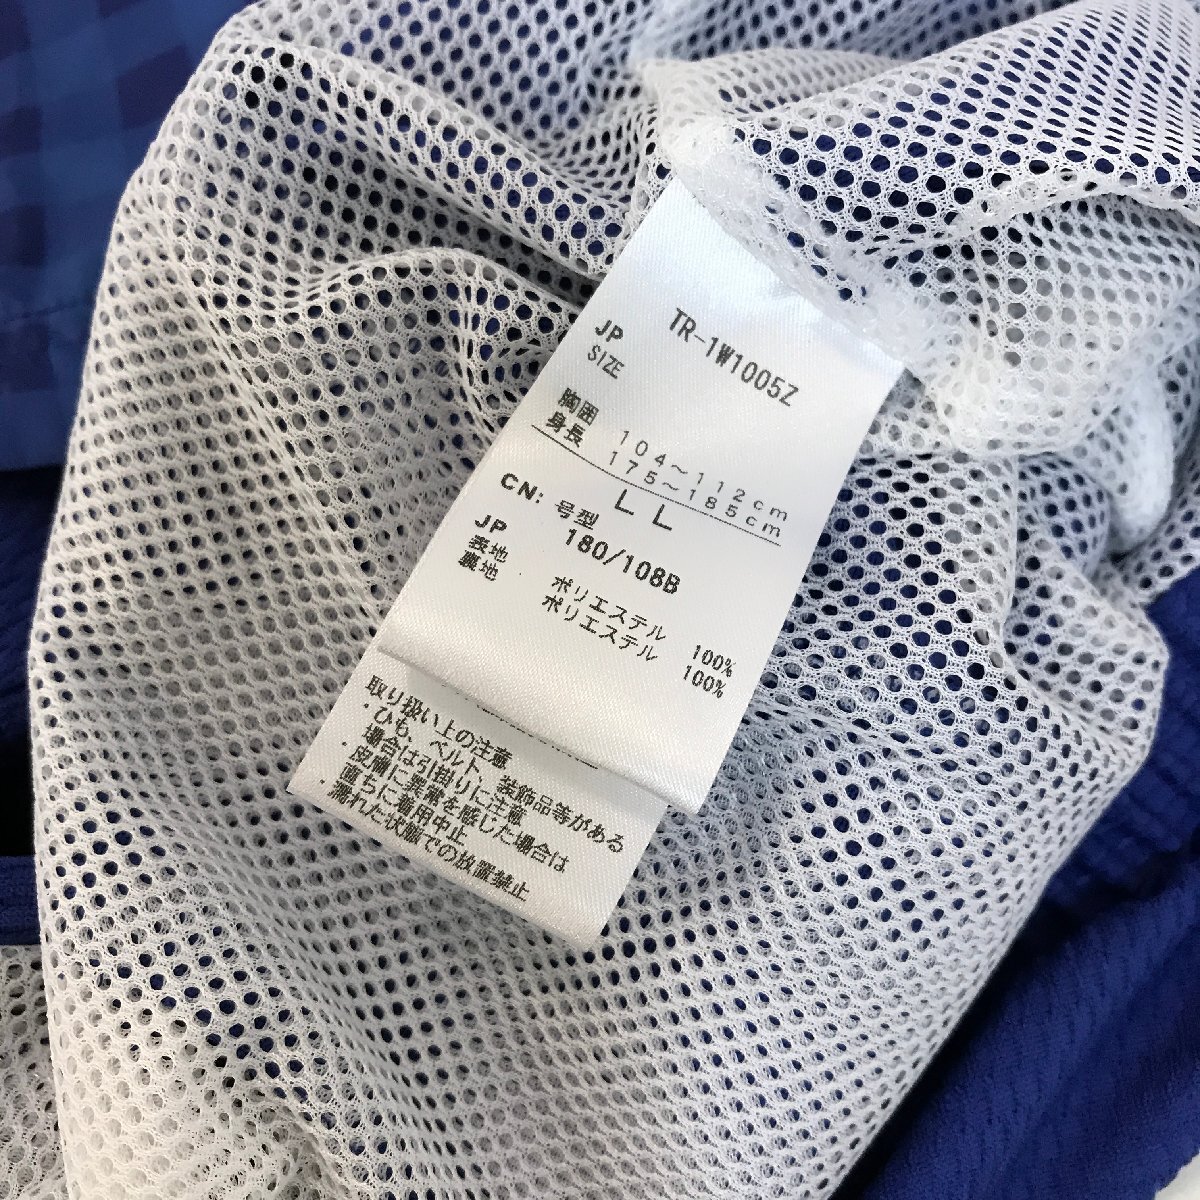 TR-1W1005Z
JP
SIZE
胸囲 104～112cm
身長 175～185cm
LL
CN: 号型 180/108B
JP
表地 ポリエステル 100%
裏地 ポリエステル 100%
取り扱い上の注意
・ひも、ベルト、装飾品等がある
場合は引掛りに注意
・皮膚に異常を感じた場合は
直ちに着用中止
・濡れた状態での放置禁止